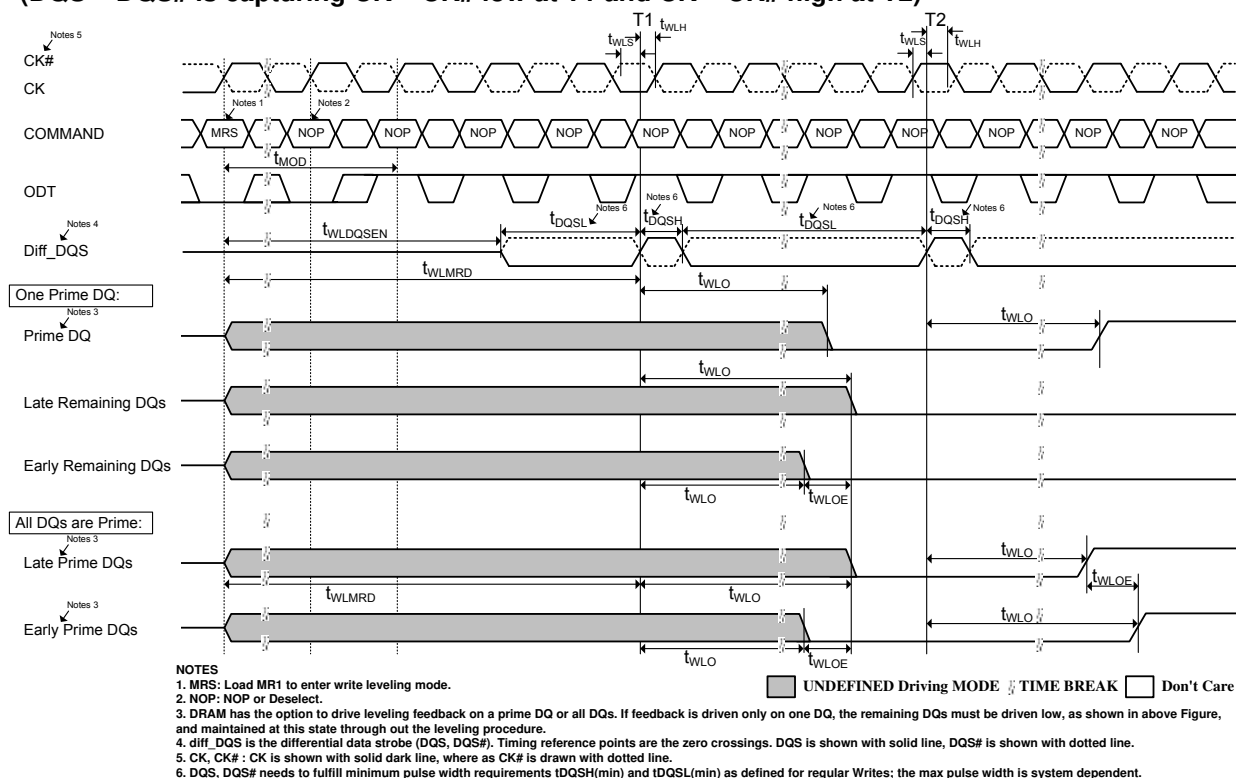 (DQS - DQS# is capturing CK - CK# low at T1 and CK - CK# high at T2)
T1 T2
tWLS tWLH tWLS tWLH
Notes 5
CK#
CK
Notes 1 Notes 2
COMMAND MRS NOP NOP NOP NOP NOP NOP NOP NOP NOP NOP NOP
tMOD
ODT
Notes 6 Notes 6 Notes 6 Notes 6
tDQSL tDQSH tDQSL tDQSH
Notes 4
tWLDQSEN
Diff_DQS
tWLMRD
tWLO
One Prime DQ:
Notes 3
tWLO
Prime DQ
tWLO
Late Remaining DQs
Early Remaining DQs
tWLO tWLOE
All DQs are Prime:
Notes 3
tWLO
Late Prime DQs
tWLMRD tWLO tWLOE
Notes 3
tWLO
Early Prime DQs
tWLO tWLOE
NOTES
1. MRS: Load MR1 to enter write leveling mode.
UNDEFINED Driving MODE TIME BREAK Don't Care
2. NOP: NOP or Deselect.
3. DRAM has the option to drive leveling feedback on a prime DQ or all DQs. If feedback is driven only on one DQ, the remaining DQs must be driven low, as shown in above Figure,
and maintained at this state through out the leveling procedure.
4. diff_DQS is the differential data strobe (DQS, DQS#). Timing reference points are the zero crossings. DQS is shown with solid line, DQS# is shown with dotted line.
5. CK, CK# : CK is shown with solid dark line, where as CK# is drawn with dotted line.
6. DQS, DQS# needs to fulfill minimum pulse width requirements tDQSH(min) and tDQSL(min) as defined for regular Writes; the max pulse width is system dependent.